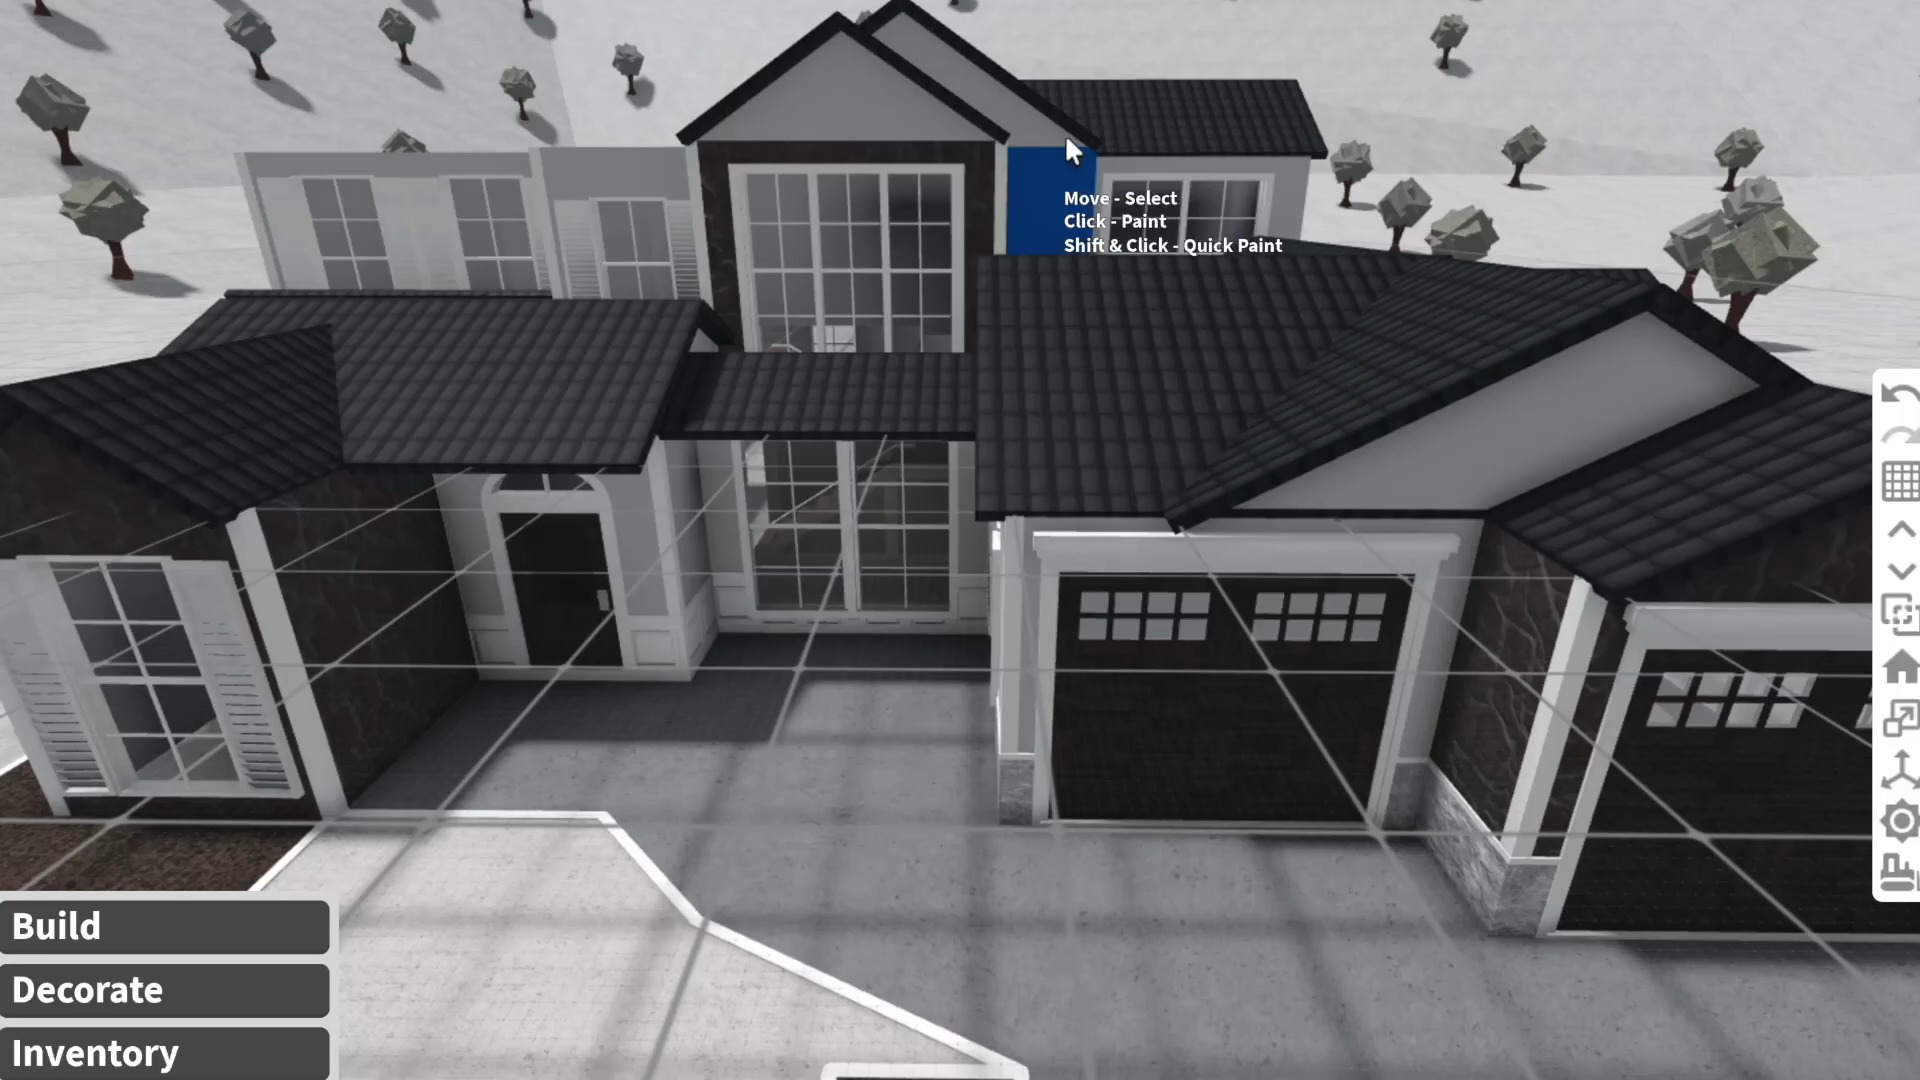 Move - Select
Click - Paint
Shift & Click - Quick Paint
Build
Decorate
Inventory